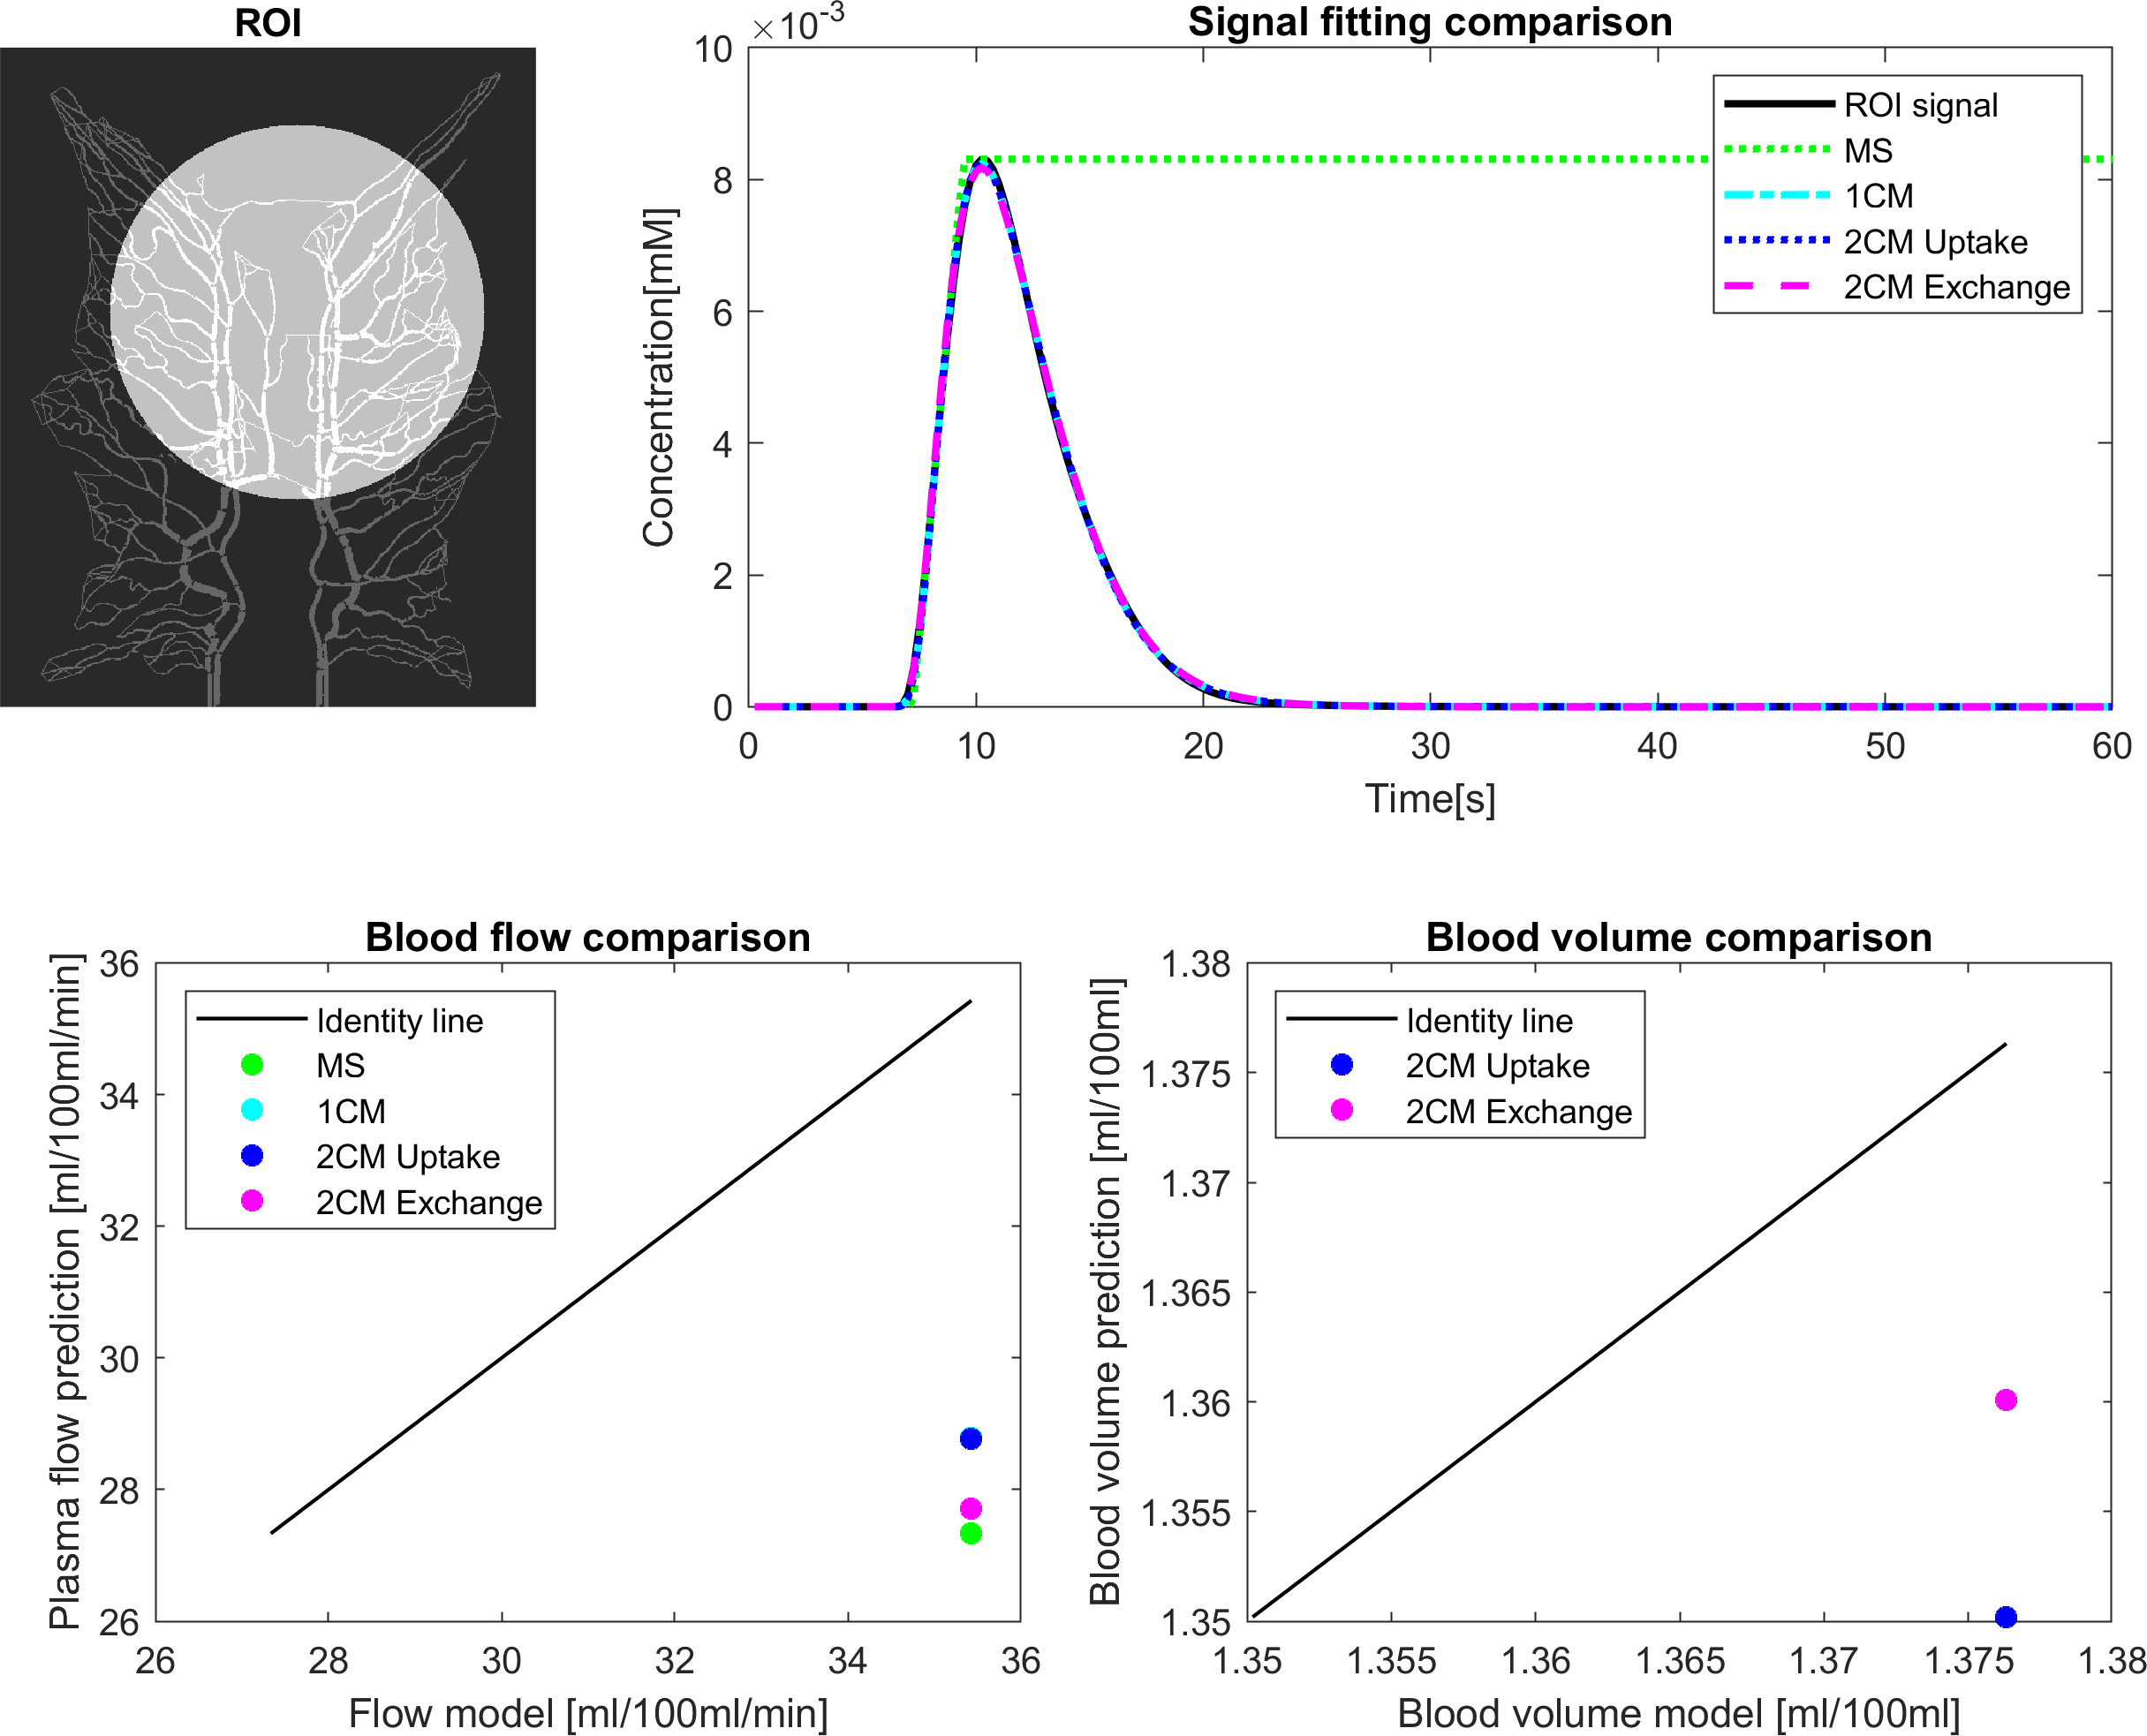 ROI
Signal fitting comparison
×10-3
10
8
6
4
2
0
Concentration[mM]
0 10 20 30 40 50 60
Time[s]
ROI signal
MS
1CM
2CM Uptake
2CM Exchange
Blood flow comparison
36
34
32
30
28
26
Plasma flow prediction [ml/100ml/min]
26 28 30 32 34 36
Flow model [ml/100ml/min]
Identity line
MS
1CM
2CM Uptake
2CM Exchange
Blood volume comparison
1.38
1.375
1.37
1.365
1.36
1.355
1.35
Blood volume prediction [ml/100ml]
1.35 1.355 1.36 1.365 1.37 1.375 1.38
Blood volume model [ml/100ml]
Identity line
2CM Uptake
2CM Exchange